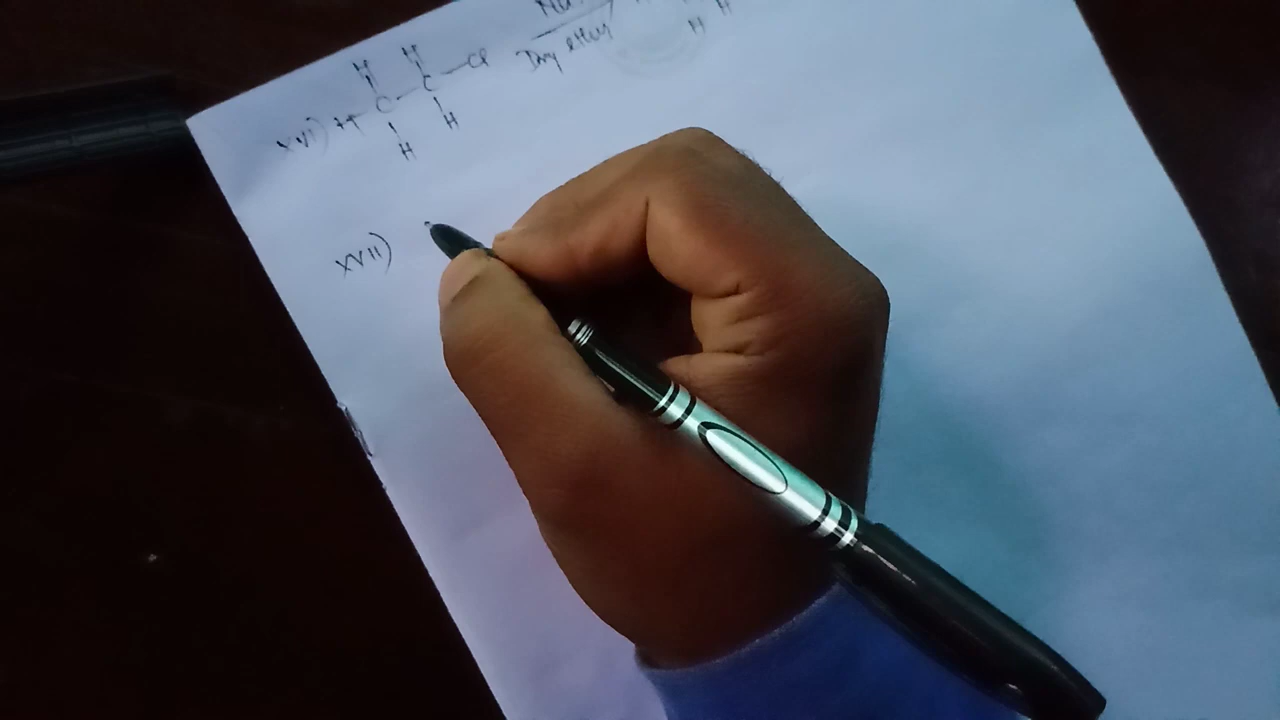 H H
xvi) H - C - C - Cl
H H
Dry ether
H H
xvii)